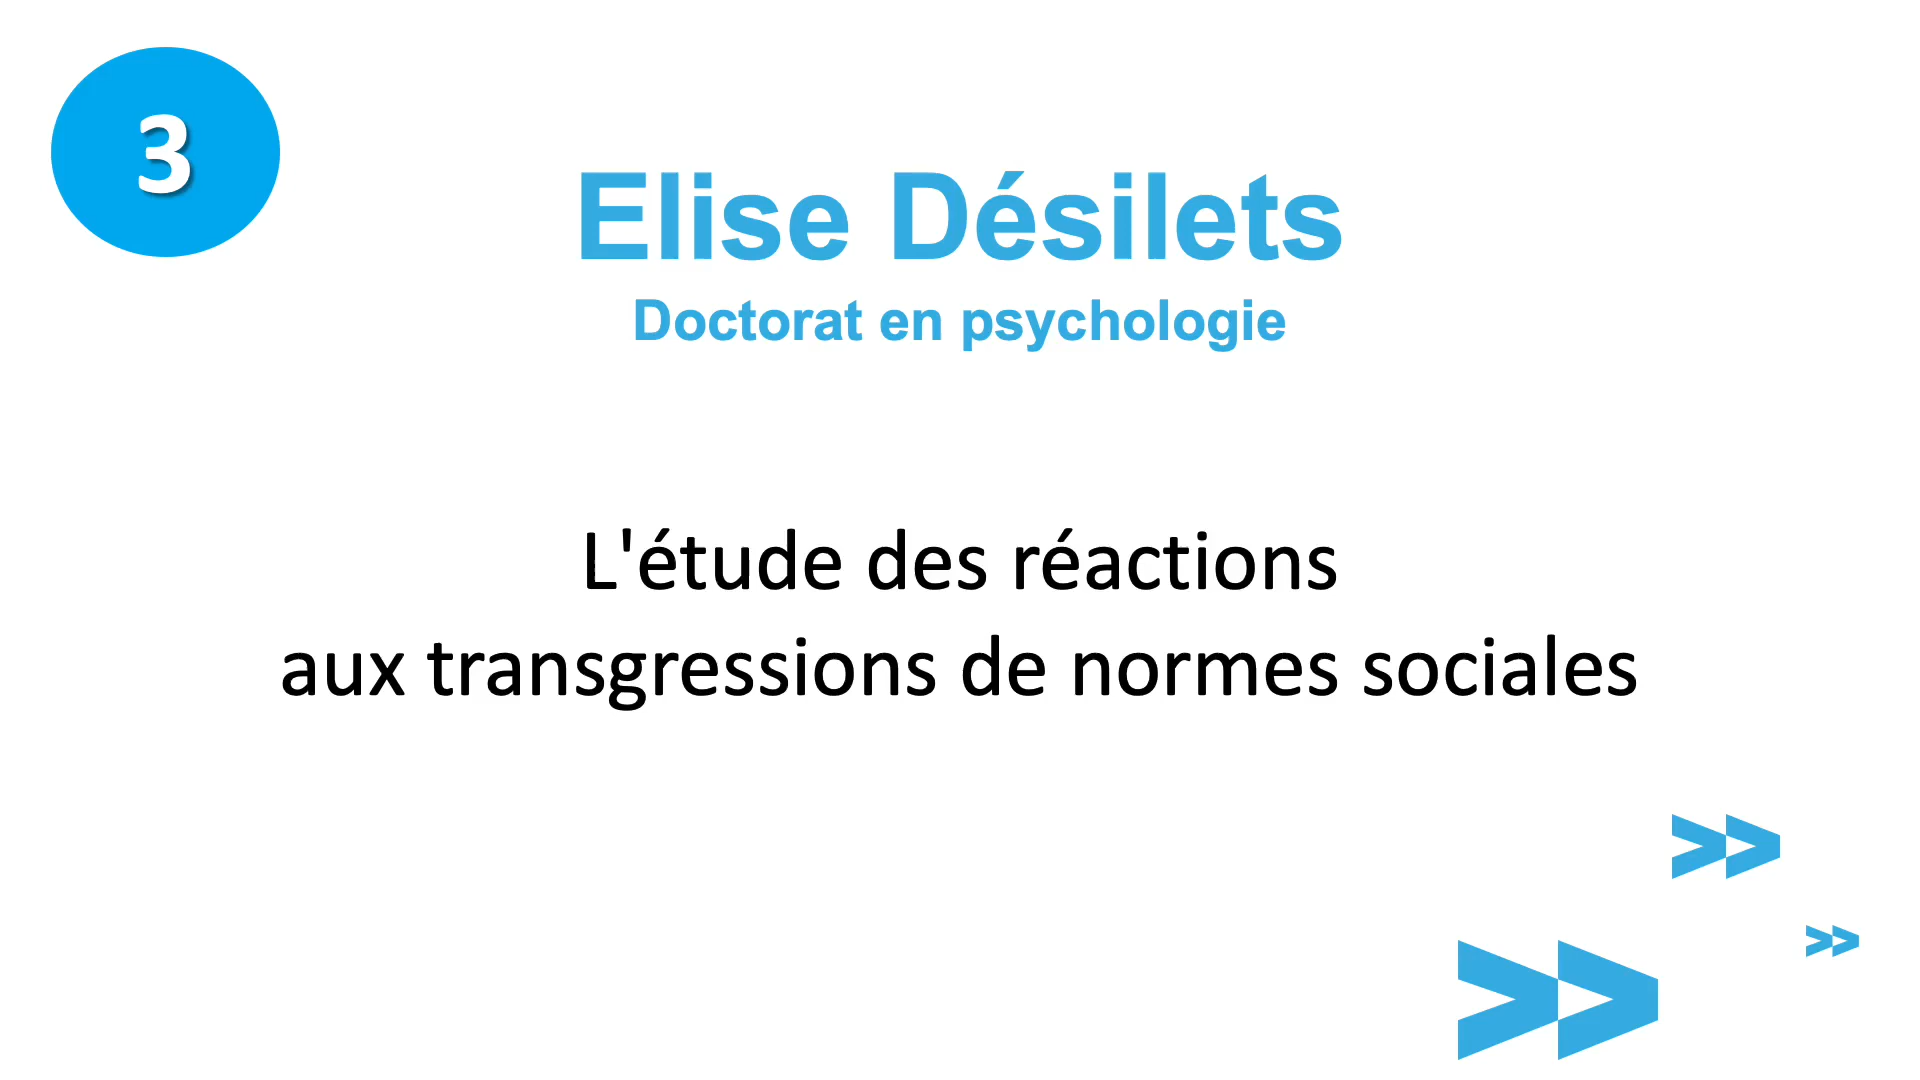 3
Elise Désilets
Doctorat en psychologie
L'étude des réactions
aux transgressions de normes sociales